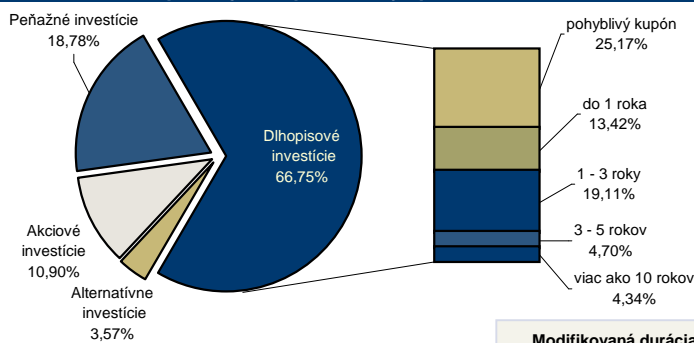 Peňažné investície
18,78%
Dlhopisové
investície
66,75%
Akciové
investície
10,90%
Alternatívne
investície
3,57%
pohyblivý kupón
25,17%
do 1 roka
13,42%
1 - 3 roky
19,11%
3 - 5 rokov
4,70%
viac ako 10 rokov
4,34%
Modifikovaná durácia